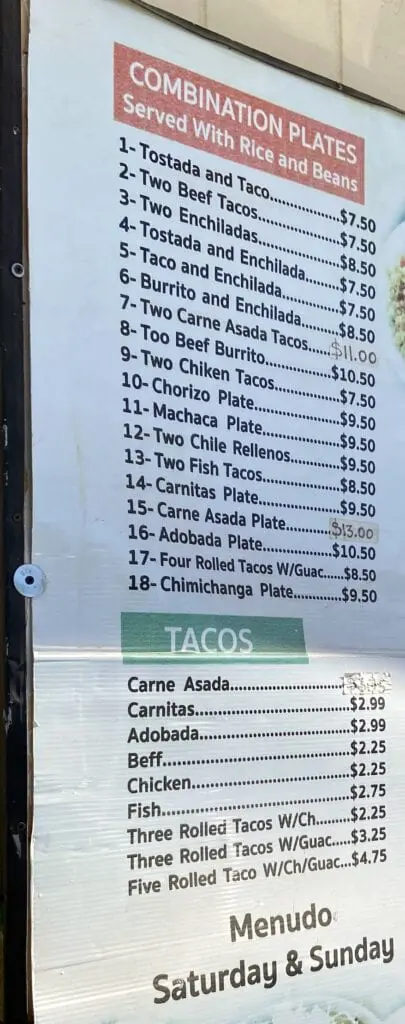 COMBINATION PLATES
Served With Rice and Beans
1- Tostada and Taco.................$7.50
2- Two Beef Tacos....................$7.50
3- Two Enchiladas....................$8.50
4- Tostada and Enchilada........$7.50
5- Taco and Enchilada..............$7.50
6- Burrito and Enchilada.........$8.50
7- Two Carne Asada Tacos.....$11.00
8- Too Beef Burrito................$10.50
9- Two Chiken Tacos................$7.50
10- Chorizo Plate.....................$9.50
11- Machaca Plate...................$9.50
12- Two Chile Rellenos............$9.50
13- Two Fish Tacos...................$8.50
14- Carnitas Plate....................$9.50
15- Carne Asada Plate...........$13.00
16- Adobada Plate.................$10.50
17- Four Rolled Tacos W/Guac.....$8.50
18- Chimichanga Plate............$9.50
TACOS
Carne Asada..........................
Carnitas....................................$2.99
Adobada...................................$2.99
Beff............................................$2.25
Chicken.....................................$2.25
Fish............................................$2.75
Three Rolled Tacos W/Ch........$2.25
Three Rolled Tacos W/Guac....$3.25
Five Rolled Taco W/Ch/Guac...$4.75
Menudo
Saturday & Sunday